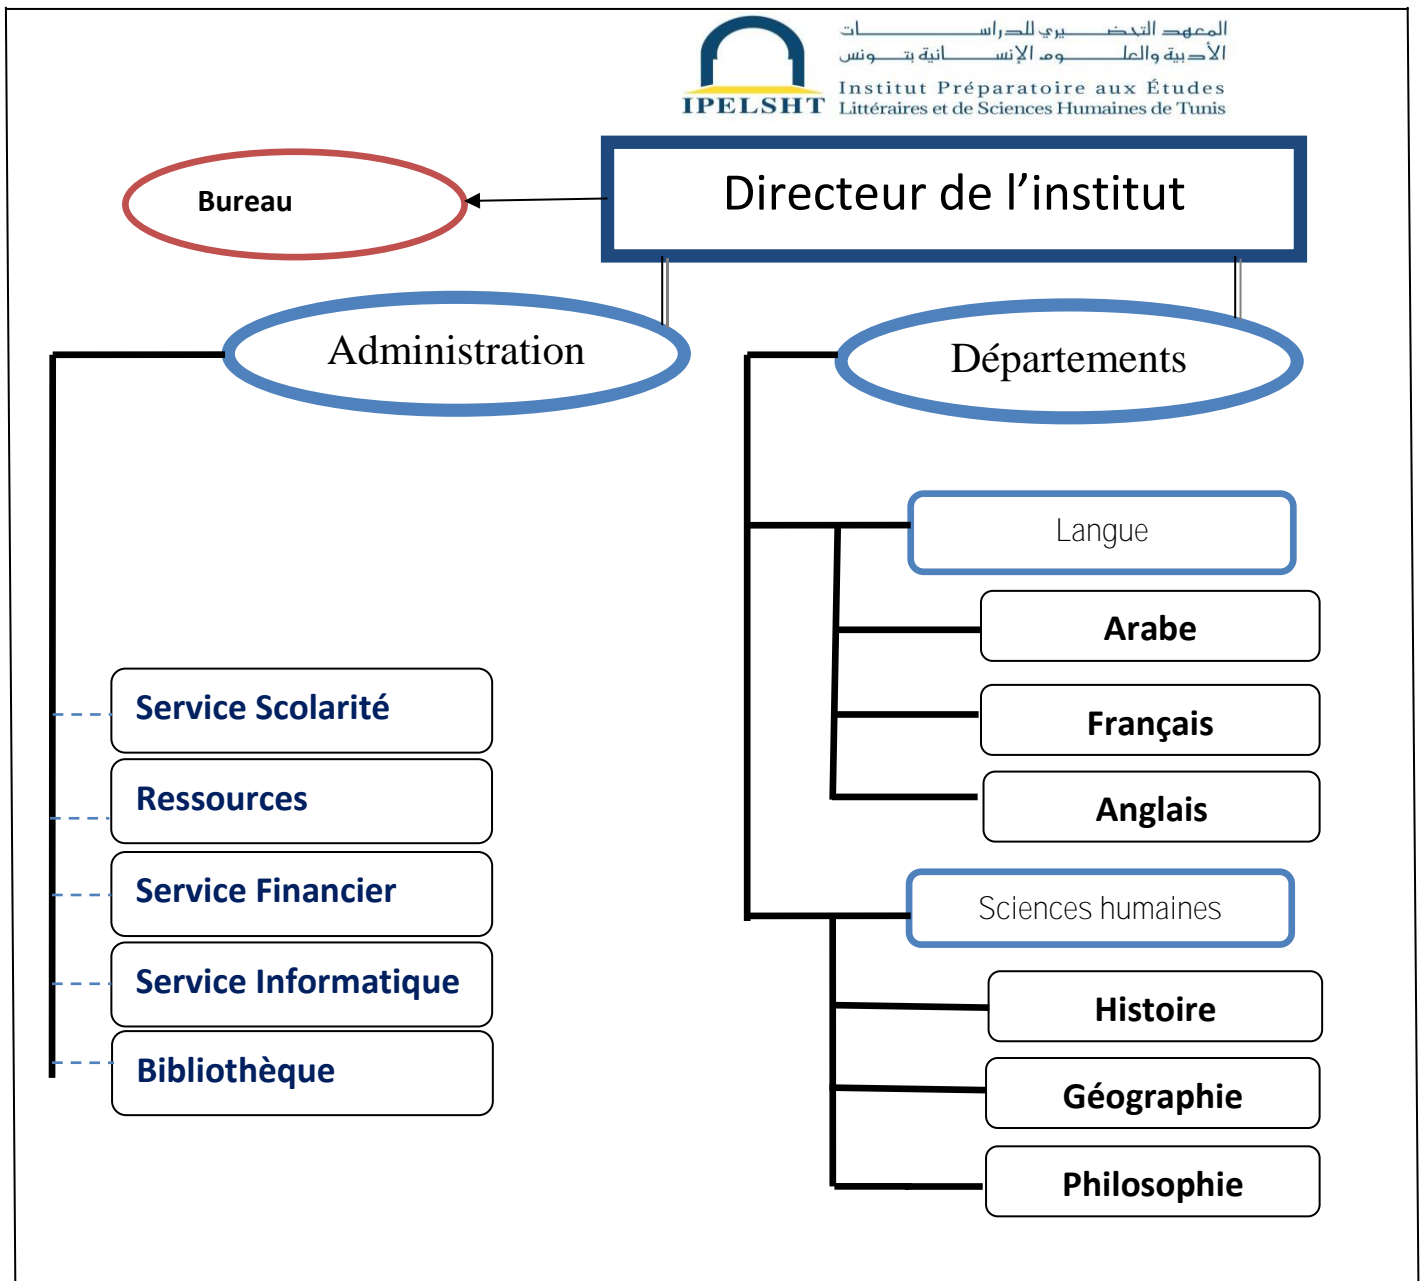 المعهد التحضيري للدراسات
الأدبية والعلوم الإنسانية بتونس
Institut Préparatoire aux Études
IPELSHT Littéraires et de Sciences Humaines de Tunis
Directeur de l’institut
Bureau
Administration
Départements
Langue
Arabe
Français
Anglais
Sciences humaines
Histoire
Géographie
Philosophie
Service Scolarité
Ressources
Service Financier
Service Informatique
Bibliothèque